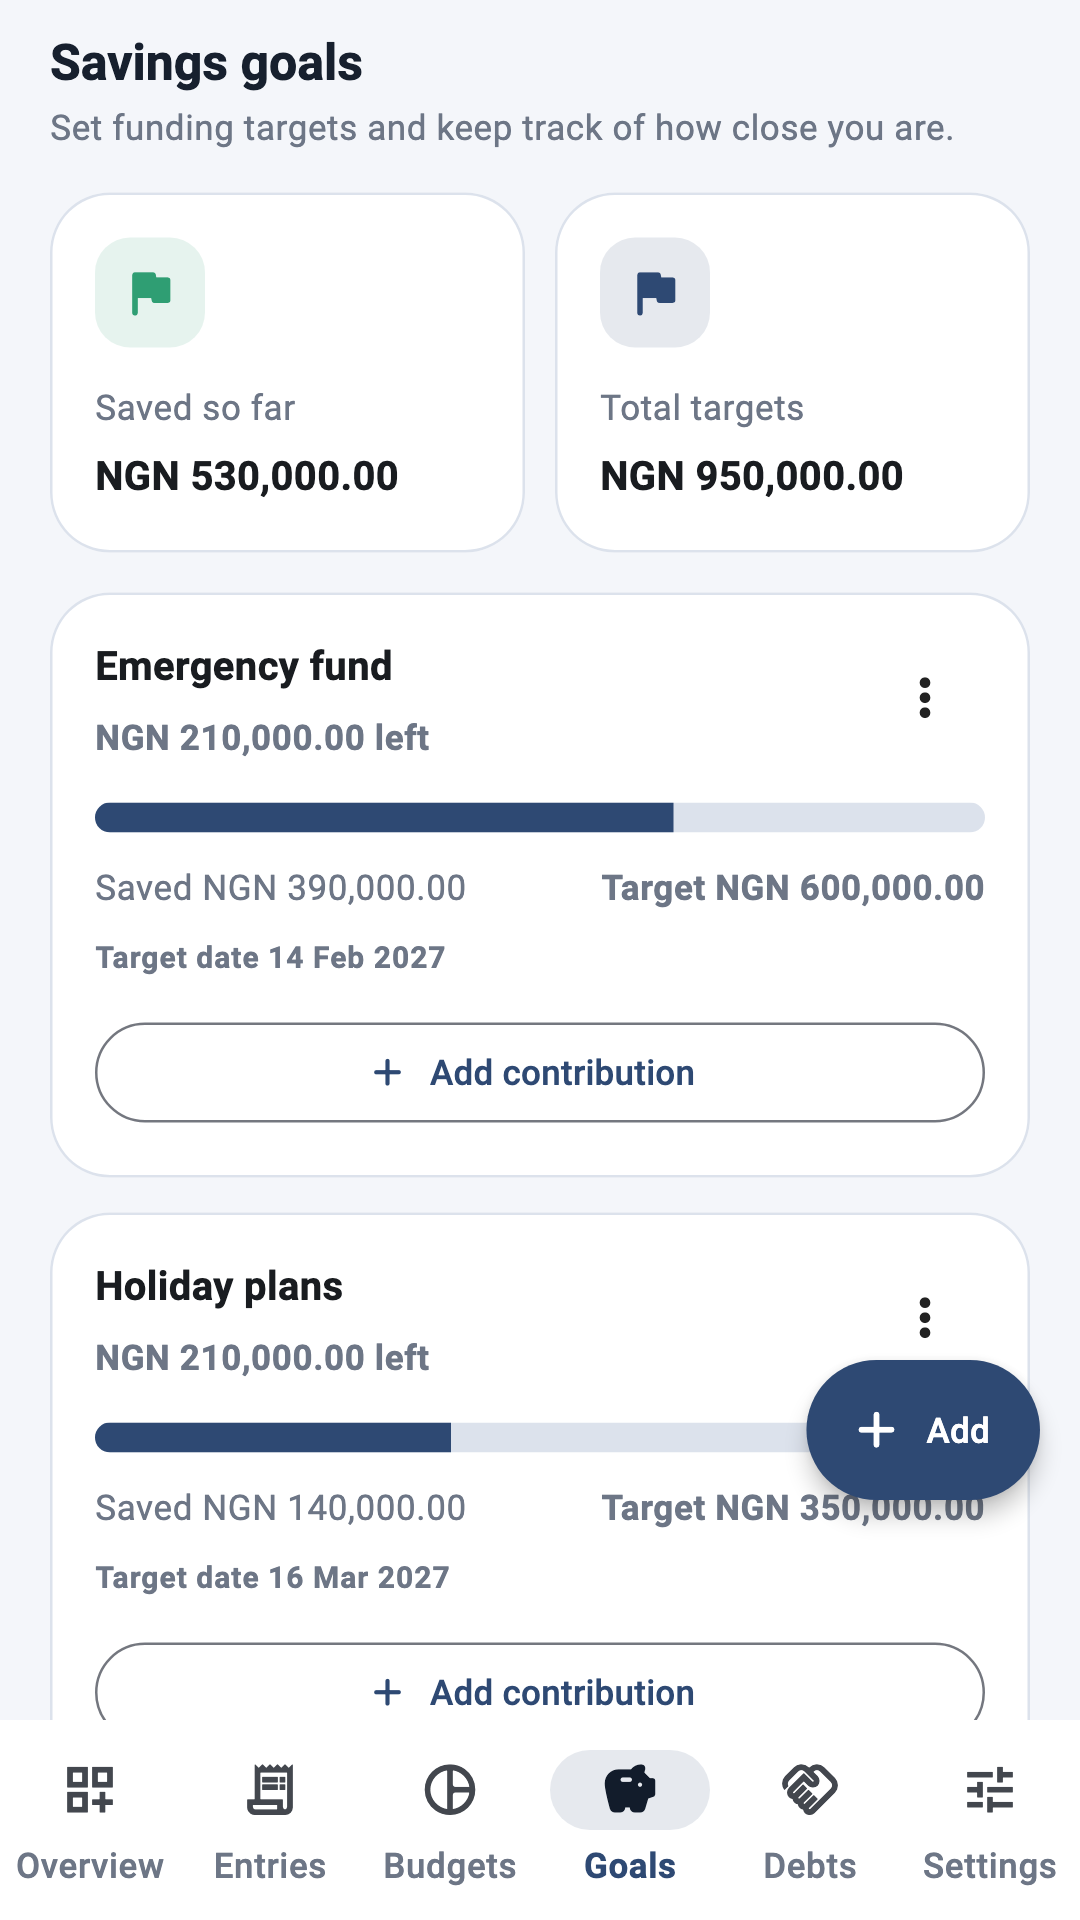 Savings goals
Set funding targets and keep track of how close you are.
Saved so far
NGN 530,000.00
Total targets
NGN 950,000.00
Emergency fund
NGN 210,000.00 left
Saved NGN 390,000.00
Target NGN 600,000.00
Target date 14 Feb 2027
Add contribution
Holiday plans
NGN 210,000.00 left
Add
Saved NGN 140,000.00
Target NGN 350,000.00
Target date 16 Mar 2027
Add contribution
Overview
Entries
Budgets
Goals
Debts
Settings